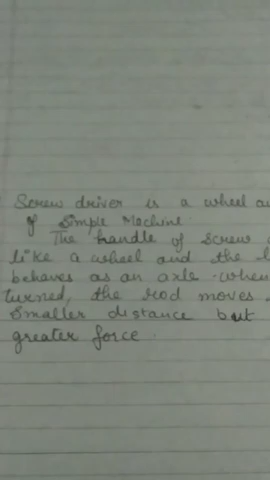 Screw driver is a wheel
of Simple Machine.
The handle of Screw
like a wheel and the
behaves as an axle. when
turned, the rod moves
smaller distance but
greater force.